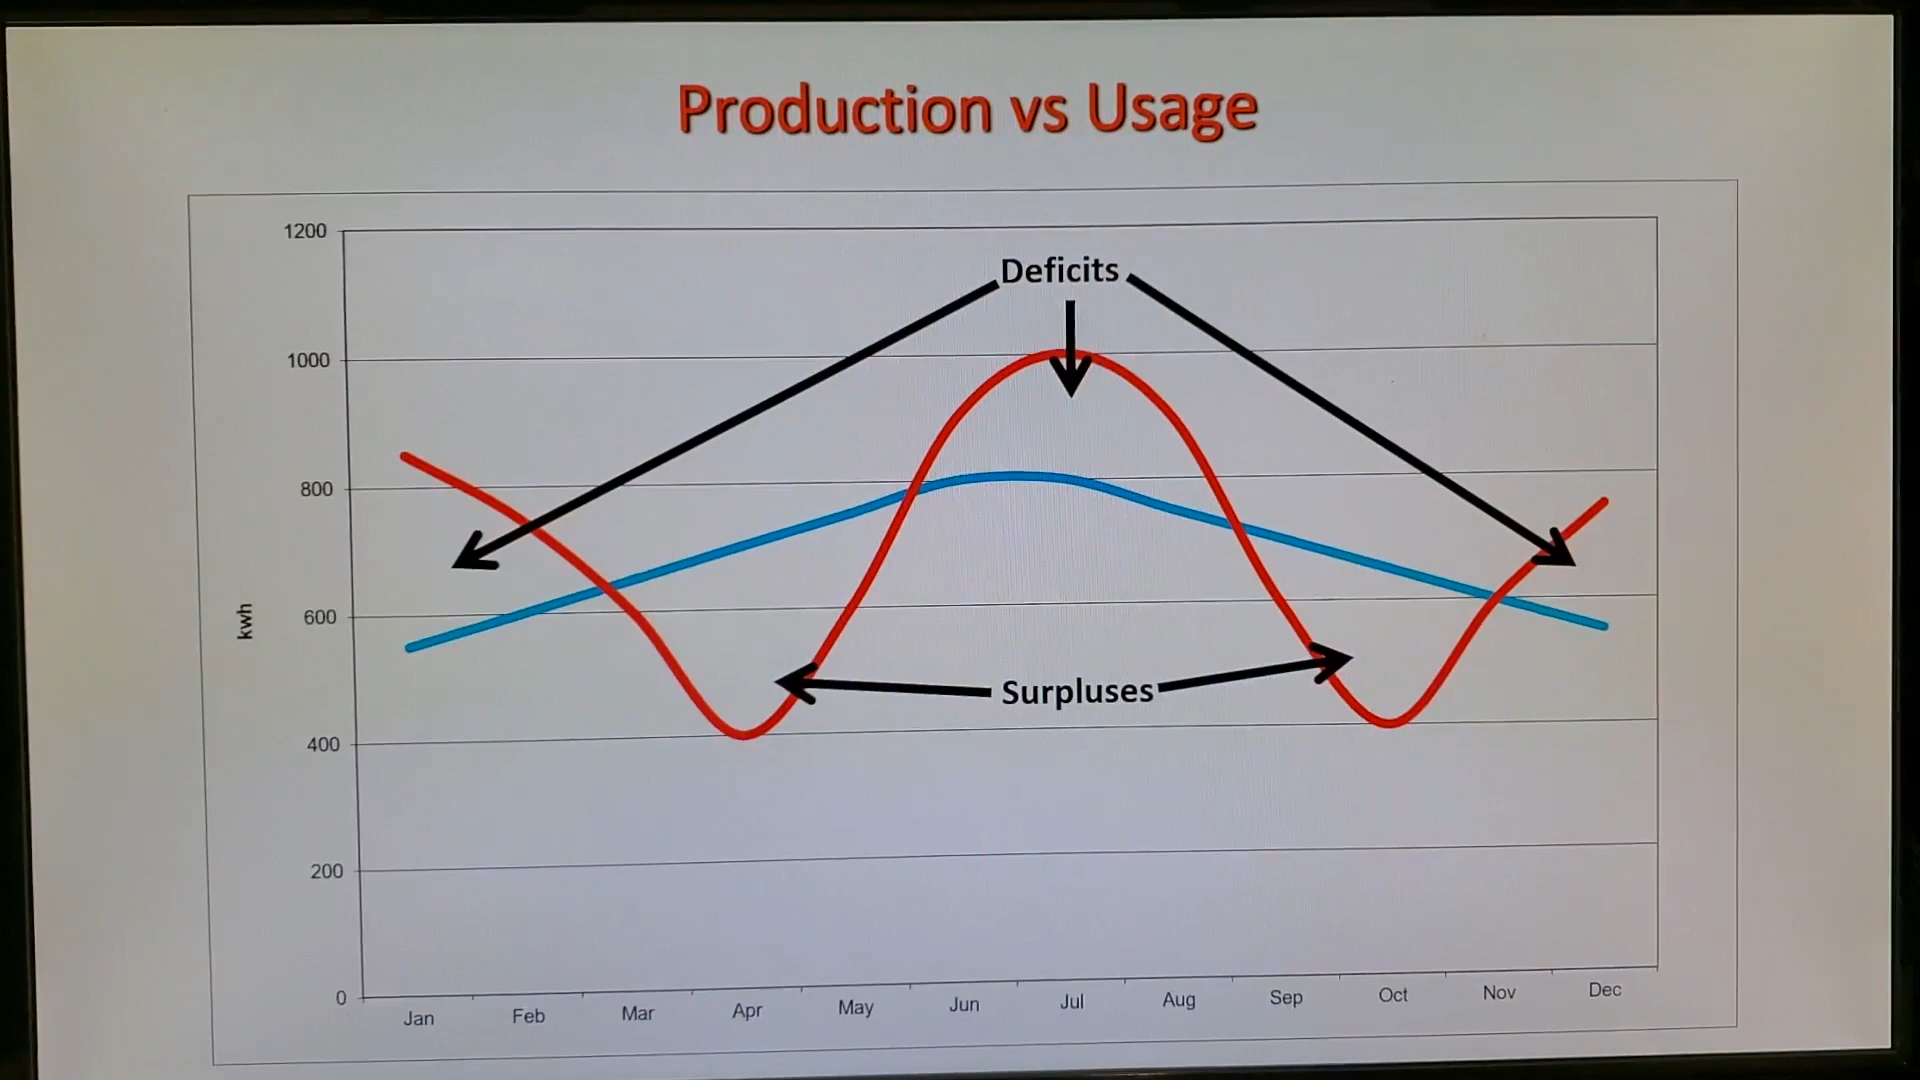 Production vs Usage
1200
1000
800
600
400
200
0
kwh
Deficits
Surpluses
Jan Feb Mar Apr May Jun Jul Aug Sep Oct Nov Dec